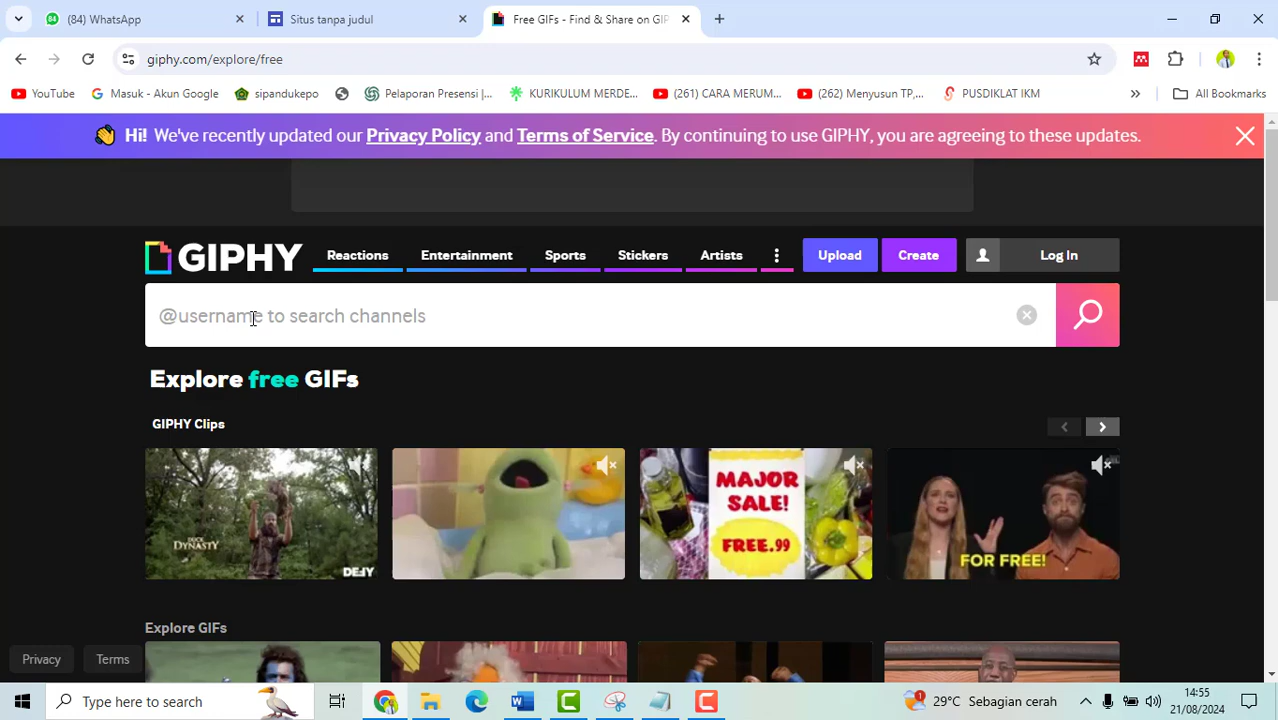 (84) WhatsApp
Situs tanpa judul
Free GIFs - Find & Share on GIP
giphy.com/explore/free
YouTube
Masuk - Akun Google
sipandukepo
Pelaporan Presensi |...
KURIKULUM MERDE...
(261) CARA MERUM...
(262) Menyusun TP,...
PUSDIKLAT IKM
All Bookmarks
Hi! We've recently updated our Privacy Policy and Terms of Service. By continuing to use GIPHY, you are agreeing to these updates.
GIPHY
Reactions
Entertainment
Sports
Stickers
Artists
Upload
Create
Log In
@username to search channels
Explore free GIFs
GIPHY Clips
DUCK DYNASTY
DEFY
MAJOR SALE!
FREE.99
FOR FREE!
Explore GIFs
Privacy
Terms
Type here to search
29°C Sebagian cerah
14:55
21/08/2024